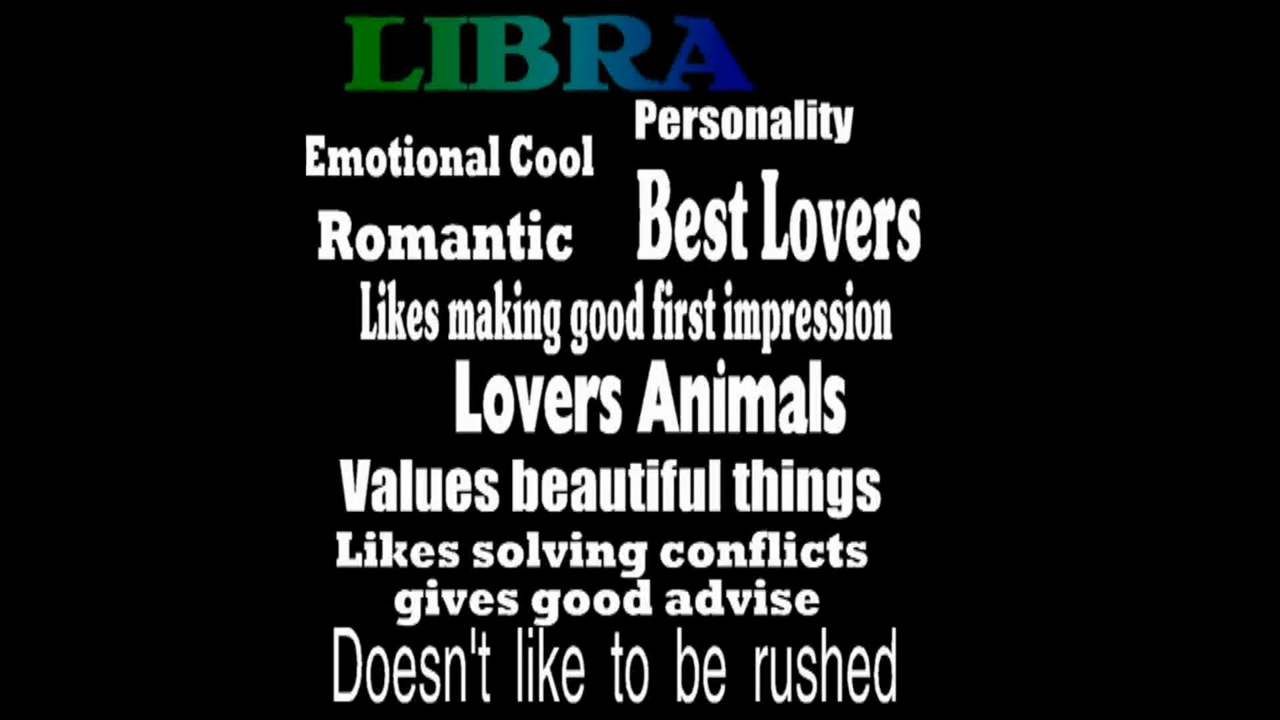 LIBRA
Personality
Emotional Cool
Best Lovers
Romantic
Likes making good first impression
Lovers Animals
Values beautiful things
Likes solving conflicts
gives good advise
Doesn't like to be rushed